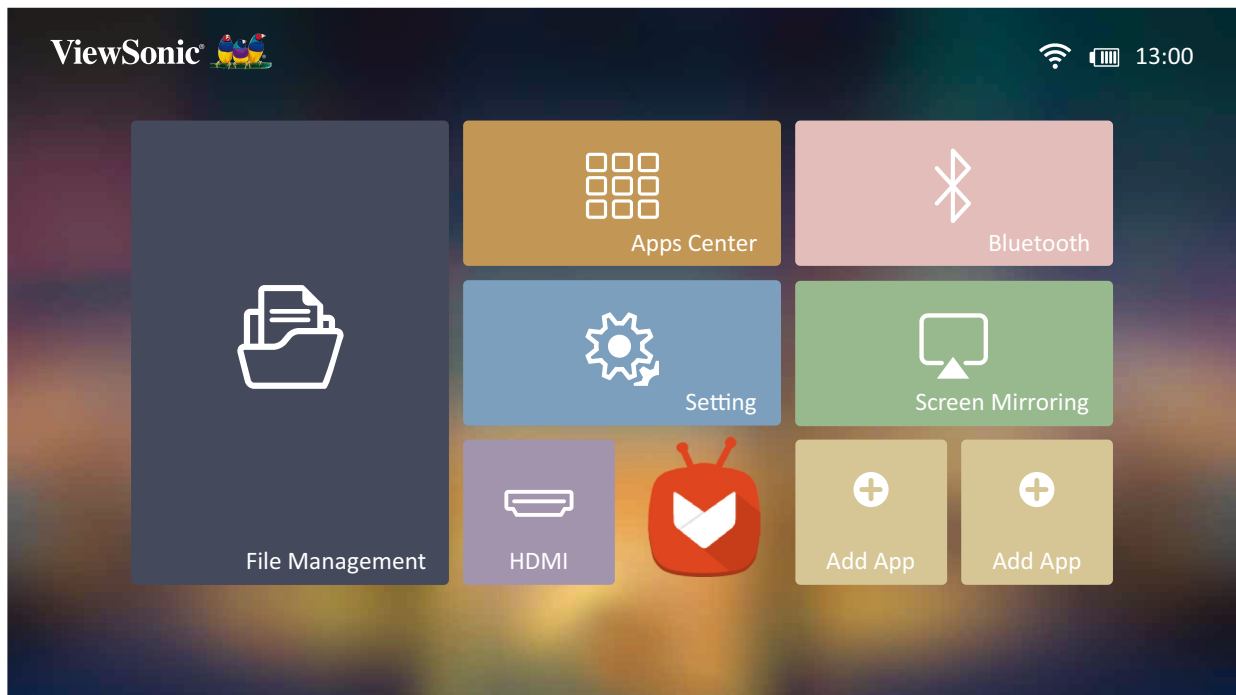 ViewSonic®
13:00
Apps Center
Bluetooth
Setting
Screen Mirroring
File Management
HDMI
Add App
Add App